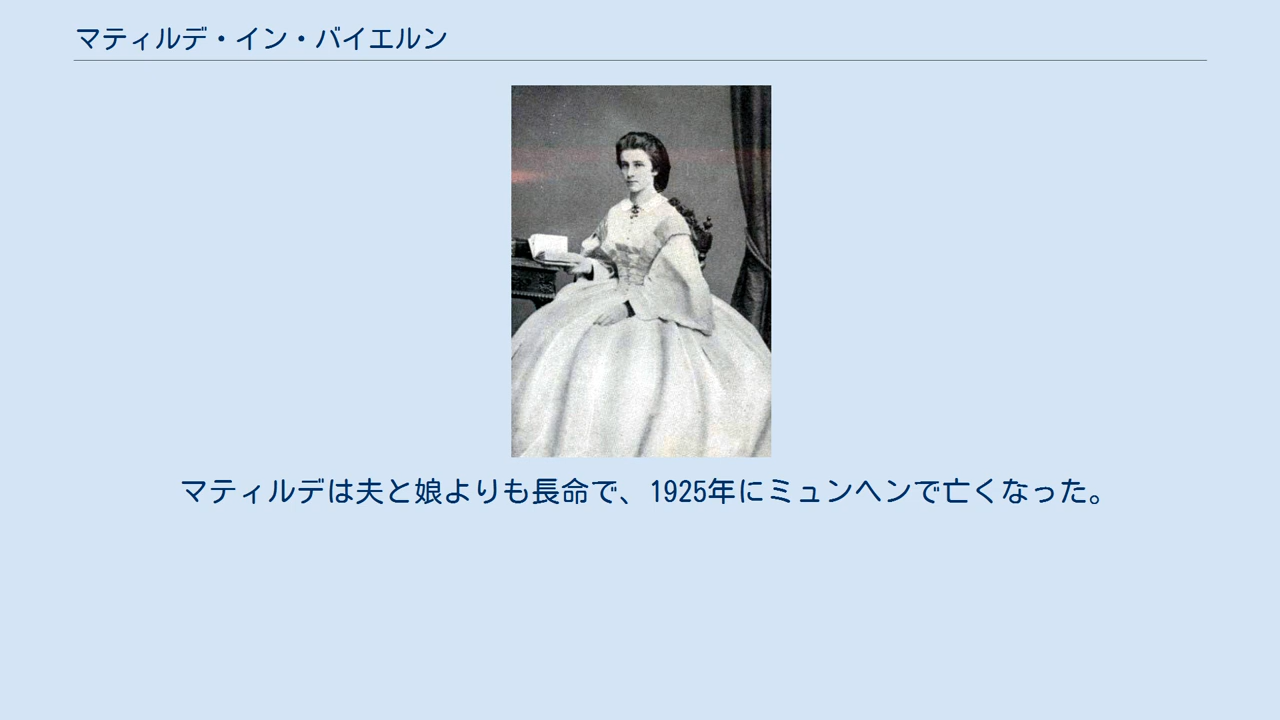 マティルデ・イン・バイエルン
マティルデは夫と娘よりも長命で、1925年にミュンヘンで亡くなった。